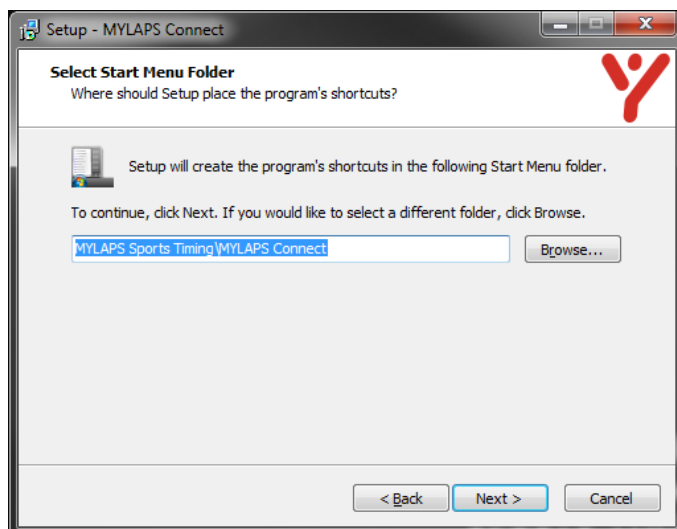 Setup - MYLAPS Connect
Select Start Menu Folder
Where should Setup place the program's shortcuts?
Setup will create the program's shortcuts in the following Start Menu folder.
To continue, click Next. If you would like to select a different folder, click Browse.
MYLAPS Sports Timing\MYLAPS Connect
Browse...
< Back
Next >
Cancel